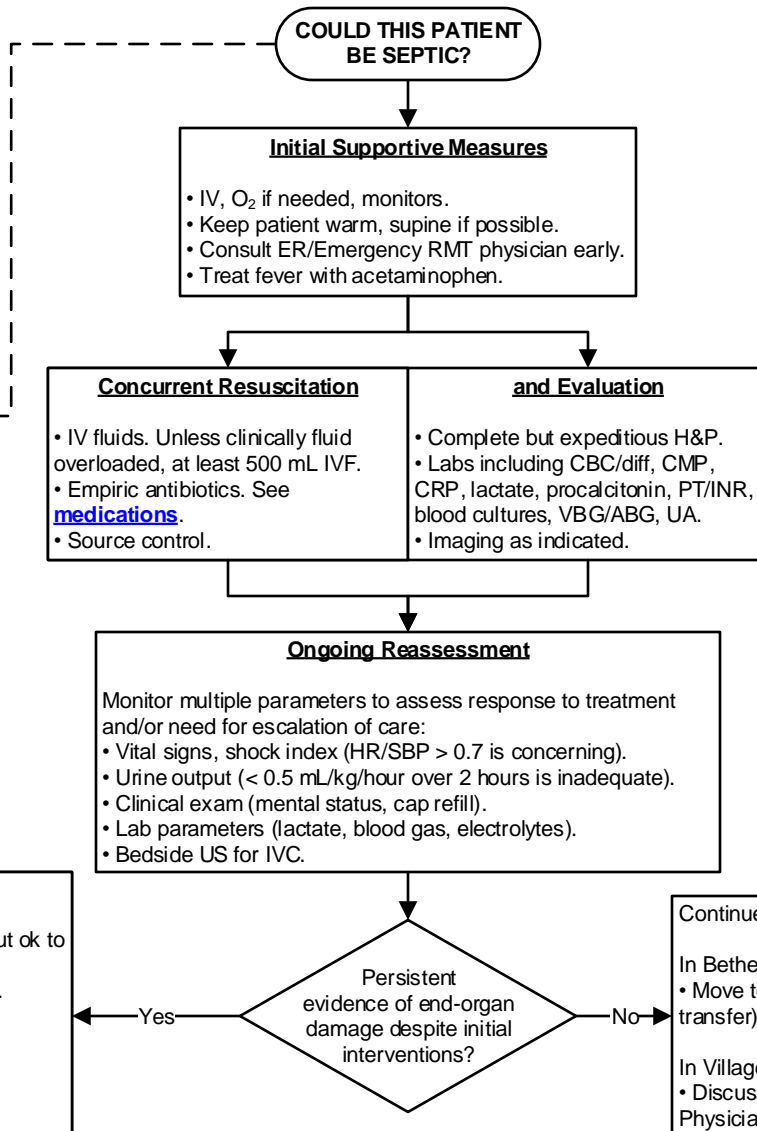 COULD THIS PATIENT
BE SEPTIC?
Initial Supportive Measures
• IV, O₂ if needed, monitors.
• Keep patient warm, supine if possible.
• Consult ER/Emergency RMT physician early.
• Treat fever with acetaminophen.
Concurrent Resuscitation
• IV fluids. Unless clinically fluid
overloaded, at least 500 mL IVF.
• Empiric antibiotics. See
medications.
• Source control.
and Evaluation
• Complete but expeditious H&P.
• Labs including CBC/diff, CMP,
CRP, lactate, procalcitonin, PT/INR,
blood cultures, VBG/ABG, UA.
• Imaging as indicated.
Ongoing Reassessment
Monitor multiple parameters to assess response to treatment
and/or need for escalation of care:
• Vital signs, shock index (HR/SBP > 0.7 is concerning).
• Urine output (< 0.5 mL/kg/hour over 2 hours is inadequate).
• Clinical exam (mental status, cap refill).
• Lab parameters (lactate, blood gas, electrolytes).
• Bedside US for IVC.
Persistent
evidence of end-organ
damage despite initial
interventions?
Yes
No
ok to
Continue
In
• Move
transfer)
In Village
• Discus
Physicia